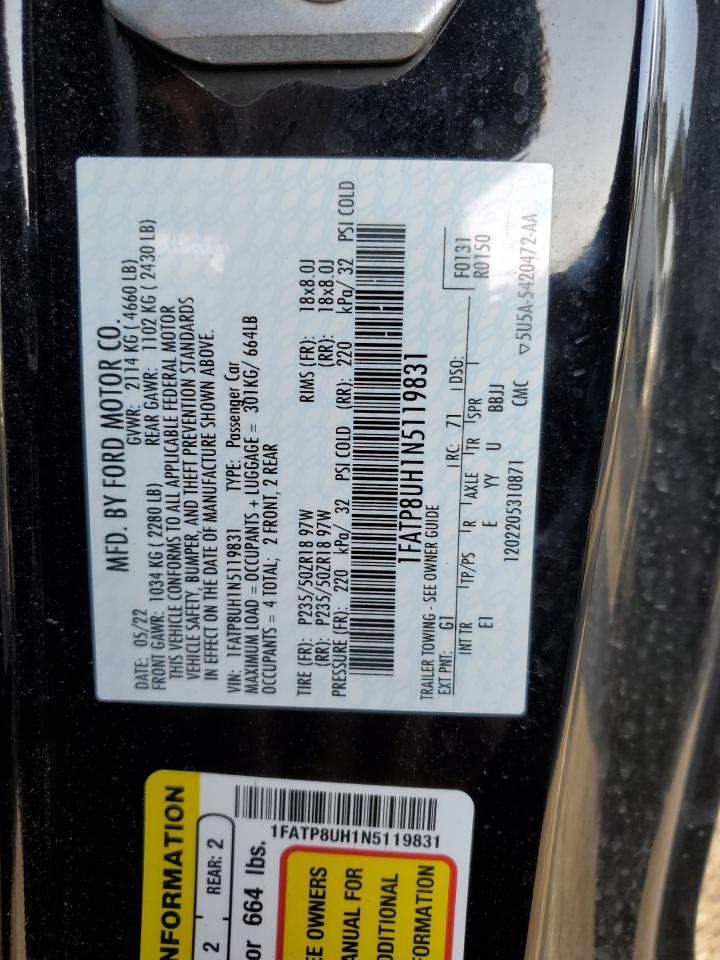 MFD. BY FORD MOTOR CO.
DATE: 05/22 GVWR: 2114 KG ( 4660 LB)
FRONT GAWR: 1034 KG ( 2280 LB) REAR GAWR: 1102 KG ( 2430 LB)
THIS VEHICLE CONFORMS TO ALL APPLICABLE FEDERAL MOTOR
VEHICLE SAFETY, BUMPER, AND THEFT PREVENTION STANDARDS
IN EFFECT ON THE DATE OF MANUFACTURE SHOWN ABOVE.
VIN: 1FATP8UH1N5119831 TYPE: Passenger Car
MAXIMUM LOAD = OCCUPANTS + LUGGAGE = 301KG/ 664LB
OCCUPANTS = 4 TOTAL; 2 FRONT, 2 REAR
TIRE (FR): P235/50ZR18 97W RIMS (FR): 18x8.0J
(RR): P235/50ZR18 97W (RR): 18x8.0J
PRESSURE (FR): 220 kPa/ 32 PSI COLD (RR): 220 kPa/ 32 PSI COLD
1FATP8UH1N5119831
TRAILER TOWING - SEE OWNER GUIDE
EXT PNT: G1 RC: 71 DSO: F0131
INT TR TP/PS R AXLE TR SPR R0150
E1 E YY U BBJJ
1202205310871 CMC ▽5U5A-5420472-AA
NFORMATION
2 REAR: 2
or 664 lbs.
1FATP8UH1N5119831
EE OWNERS
ANUAL FOR
DDITIONAL
FORMATION